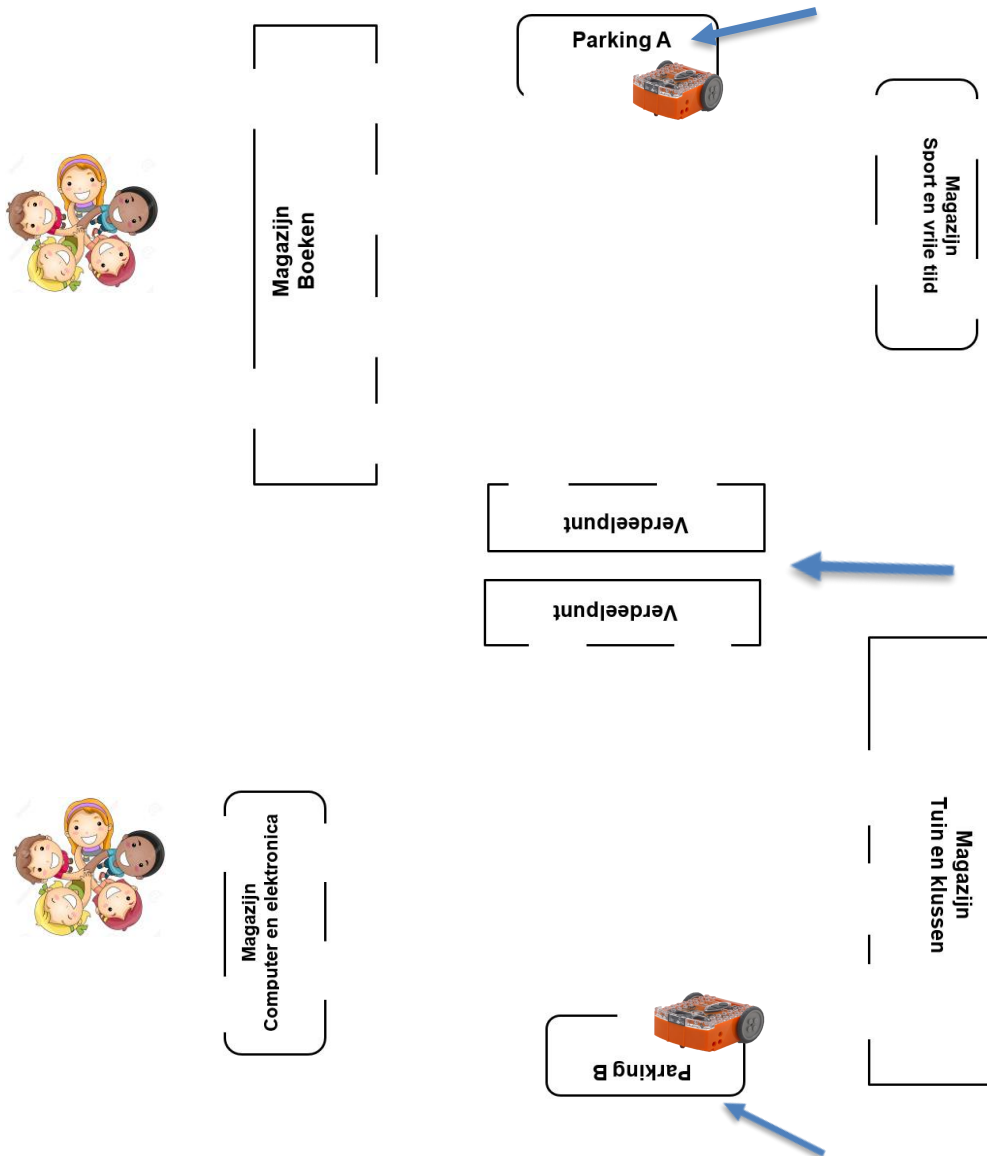 Parking A
Magazijn
Sport en vrije tijd
Magazijn
Boeken
Verdeelpunt
Verdeelpunt
Magazijn
Tuin en klussen
Magazijn
Computer en elektronica
Parking B